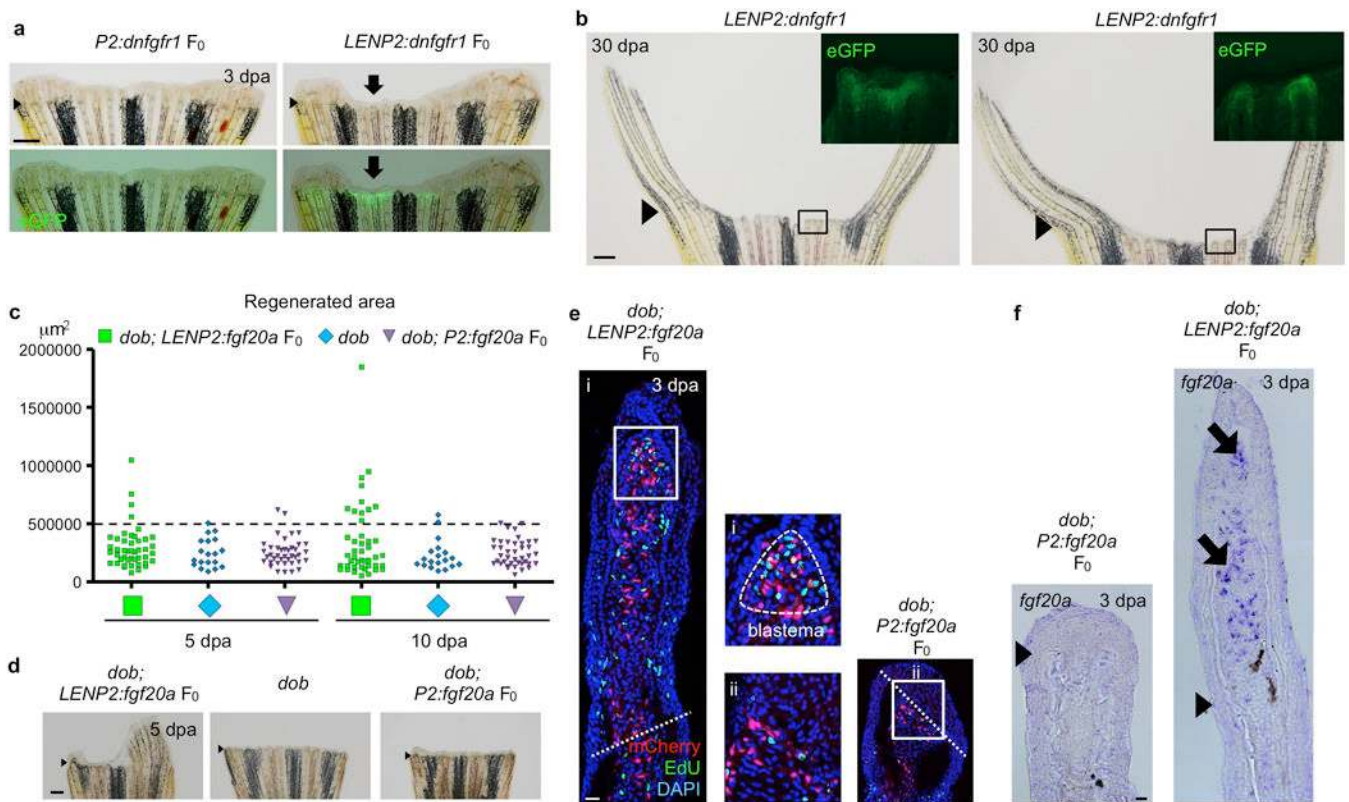 a
P2:dnfgfr1 F0
LENP2:dnfgfr1 F0
3 dpa
eGFP
b
LENP2:dnfgfr1
LENP2:dnfgfr1
30 dpa
eGFP
30 dpa
eGFP
c
Regenerated area
μm2
dob; LENP2:fgf20a F0
dob
dob; P2:fgf20a F0
2000000
1500000
1000000
500000
0
5 dpa
10 dpa
d
dob;
LENP2:fgf20a F0
dob
dob;
P2:fgf20a F0
5 dpa
e
dob;
LENP2:fgf20a
F0
i
3 dpa
mCherry
EdU
DAPI
i
blastema
ii
dob;
P2:fgf20a
F0
ii
f
dob;
P2:fgf20a
F0
fgf20a
3 dpa
dob;
LENP2:fgf20a
F0
fgf20a
3 dpa